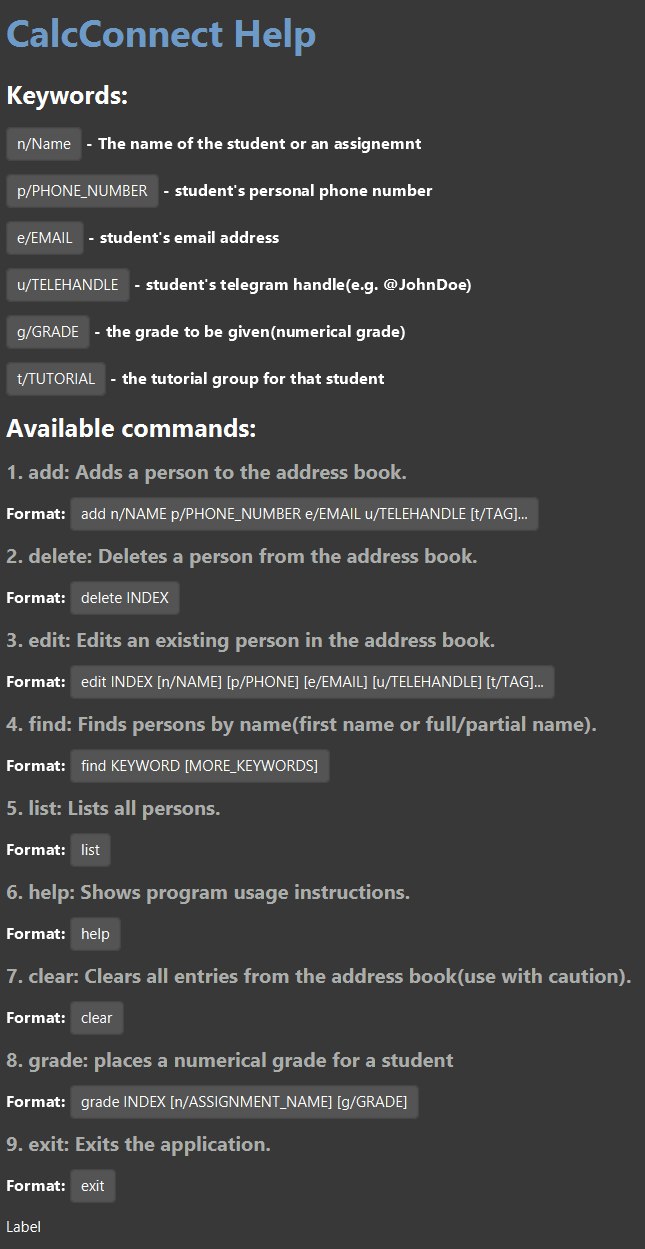 CalcConnect Help
Keywords:
n/Name - The name of the student or an assignemnt
p/PHONE_NUMBER - student's personal phone number
e/EMAIL - student's email address
u/TELEHANDLE - student's telegram handle(e.g. @JohnDoe)
g/GRADE - the grade to be given(numerical grade)
t/TUTORIAL - the tutorial group for that student
Available commands:
1. add: Adds a person to the address book.
Format: add n/NAME p/PHONE_NUMBER e/EMAIL u/TELEHANDLE [t/TAG]...
2. delete: Deletes a person from the address book.
Format: delete INDEX
3. edit: Edits an existing person in the address book.
Format: edit INDEX [n/NAME] [p/PHONE] [e/EMAIL] [u/TELEHANDLE] [t/TAG]...
4. find: Finds persons by name(first name or full/partial name).
Format: find KEYWORD [MORE_KEYWORDS]
5. list: Lists all persons.
Format: list
6. help: Shows program usage instructions.
Format: help
7. clear: Clears all entries from the address book(use with caution).
Format: clear
8. grade: places a numerical grade for a student
Format: grade INDEX [n/ASSIGNMENT_NAME] [g/GRADE]
9. exit: Exits the application.
Format: exit
Label